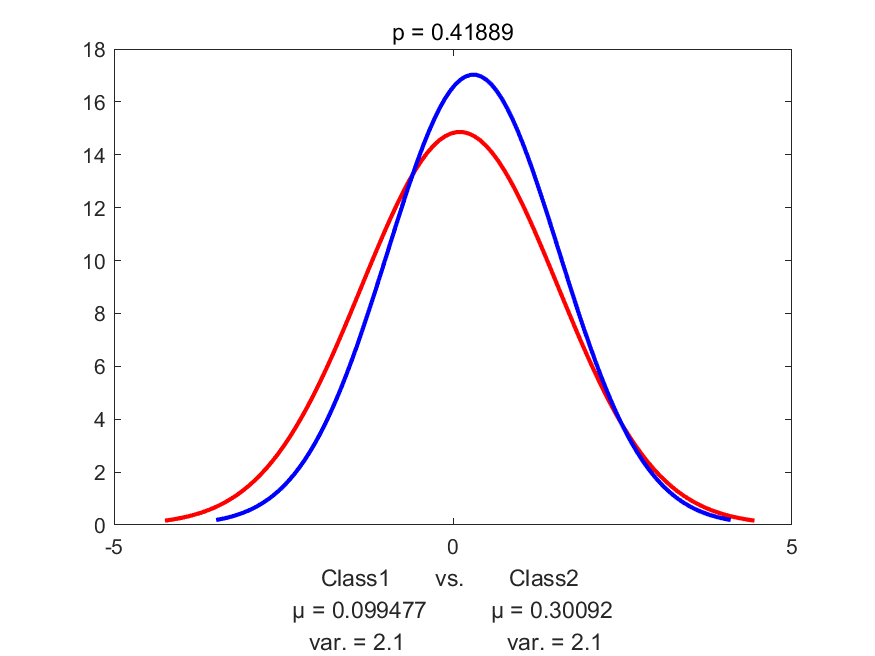 p = 0.41889
18
16
14
12
10
8
6
4
2
0
-5 0 5
Class1 vs. Class2
μ = 0.099477 μ = 0.30092
var. = 2.1 var. = 2.1